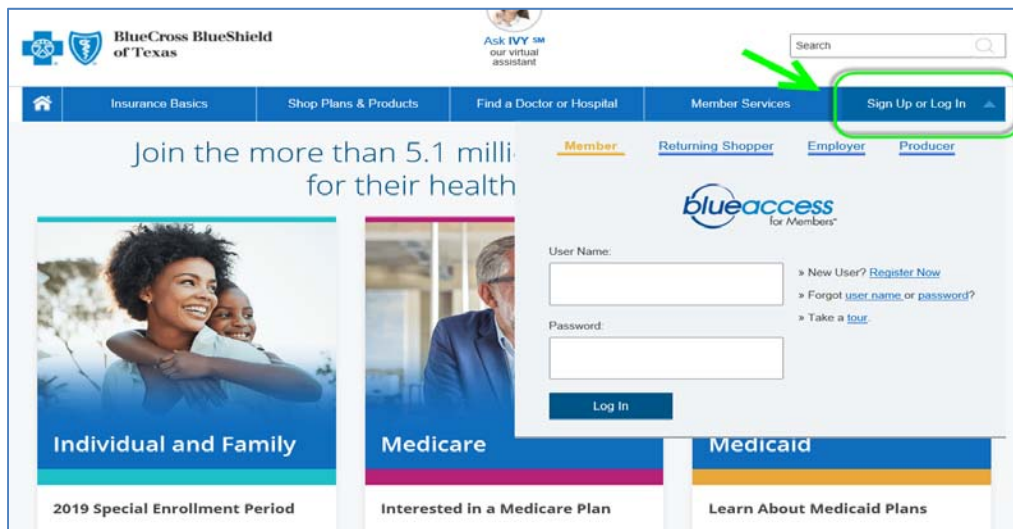 BlueCross BlueShield
of Texas
Ask IVY SM
our virtual
assistant
Search
Insurance Basics
Shop Plans & Products
Find a Doctor or Hospital
Member Services
Sign Up or Log In
Join the more than 5.1 milli
for their health
Member
Returning Shopper
Employer
Producer
blueaccess
for Members
User Name:
» New User? Register Now
» Forgot user name or password?
» Take a tour.
Password:
Log In
Individual and Family
Medicare
Medicaid
2019 Special Enrollment Period
Interested in a Medicare Plan
Learn About Medicaid Plans